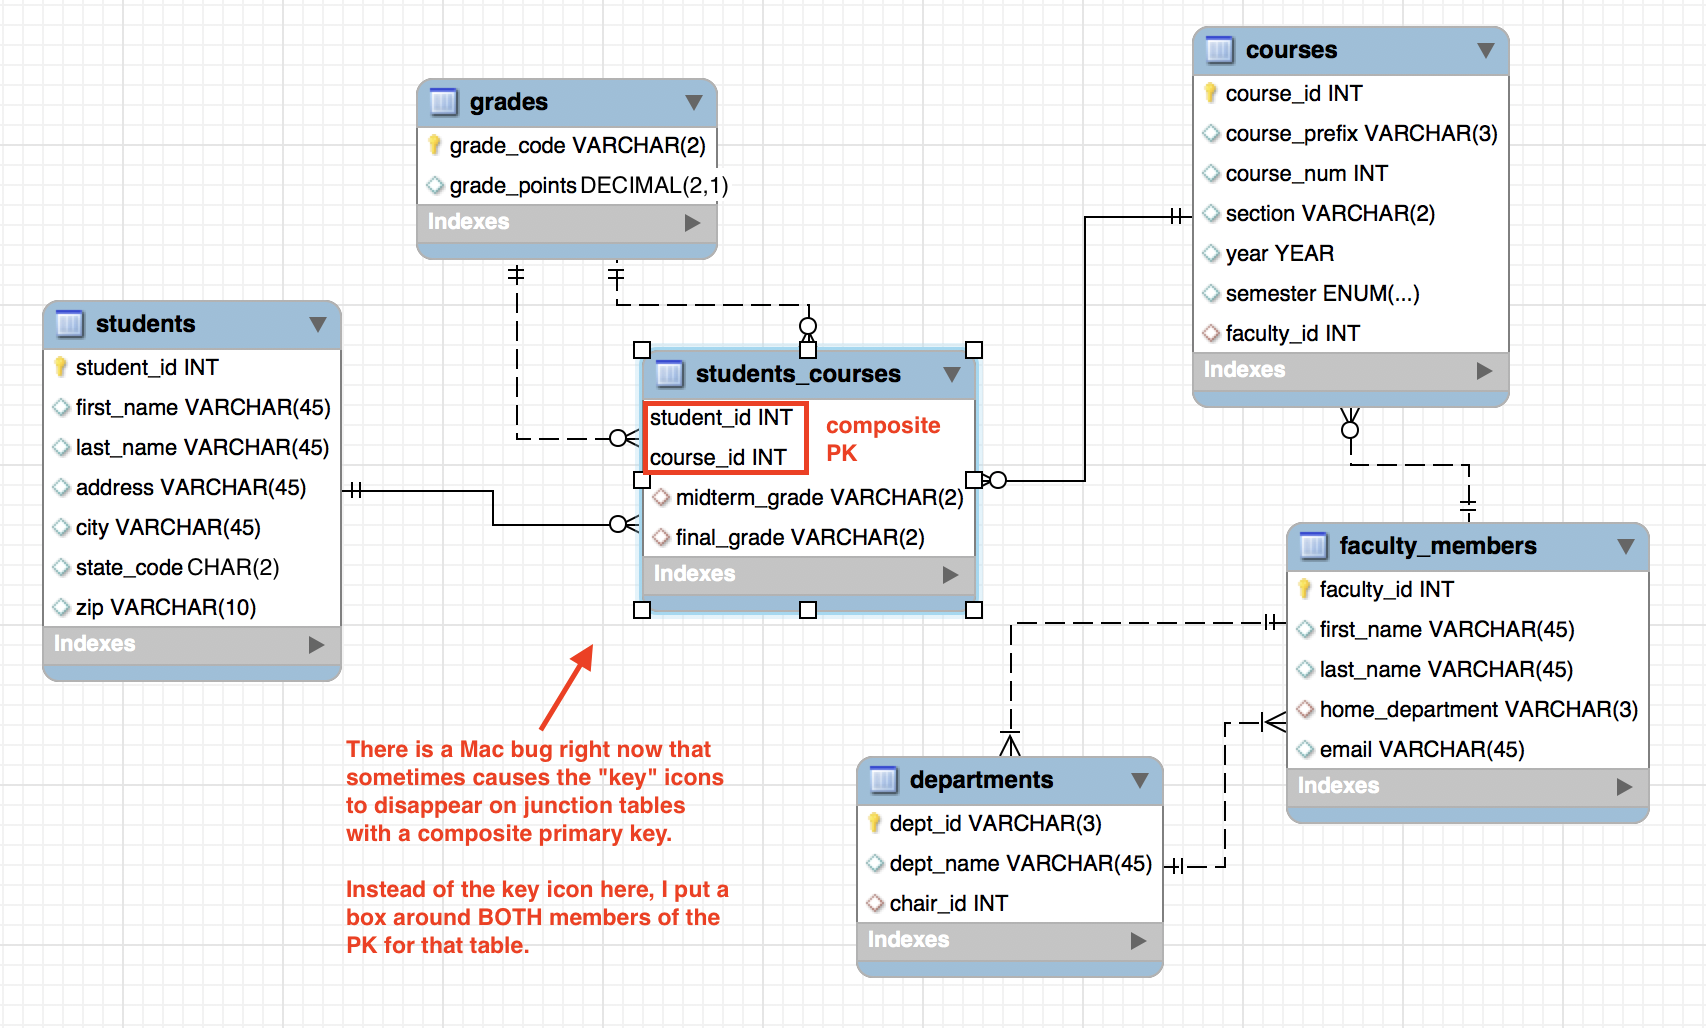 grades
grade_code VARCHAR(2)
grade_points DECIMAL(2,1)
Indexes
students
student_id INT
first_name VARCHAR(45)
last_name VARCHAR(45)
address VARCHAR(45)
city VARCHAR(45)
state_code CHAR(2)
zip VARCHAR(10)
Indexes
students_courses
student_id INT
course_id INT
composite
PK
midterm_grade VARCHAR(2)
final_grade VARCHAR(2)
Indexes
courses
course_id INT
course_prefix VARCHAR(3)
course_num INT
section VARCHAR(2)
year YEAR
semester ENUM(...)
faculty_id INT
Indexes
faculty_members
faculty_id INT
first_name VARCHAR(45)
last_name VARCHAR(45)
home_department VARCHAR(3)
email VARCHAR(45)
Indexes
departments
dept_id VARCHAR(3)
dept_name VARCHAR(45)
chair_id INT
Indexes
There is a Mac bug right now that
sometimes causes the "key" icons
to disappear on junction tables
with a composite primary key.
Instead of the key icon here, I put a
box around BOTH members of the
PK for that table.